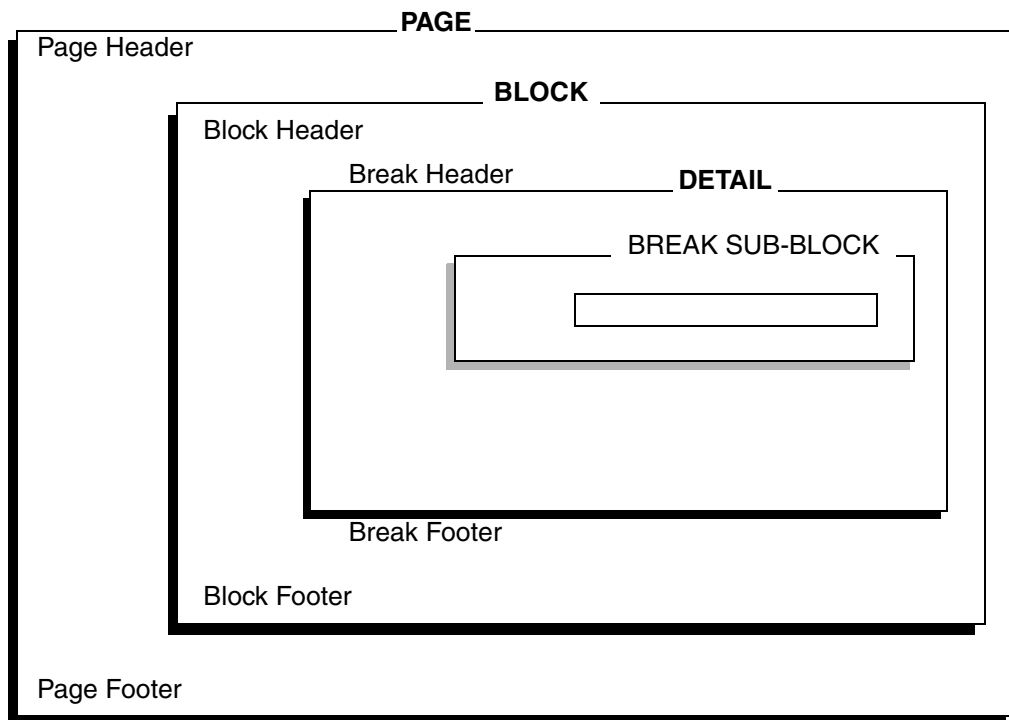 PAGE
Page Header
BLOCK
Block Header
Break Header
DETAIL
BREAK SUB-BLOCK
Break Footer
Block Footer
Page Footer